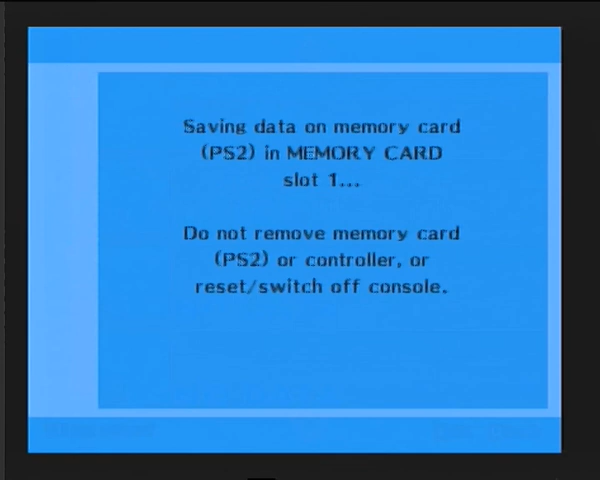 Saving data on memory card
(PS2) in MEMORY CARD
slot 1...
Do not remove memory card
(PS2) or controller, or
reset/switch off console.